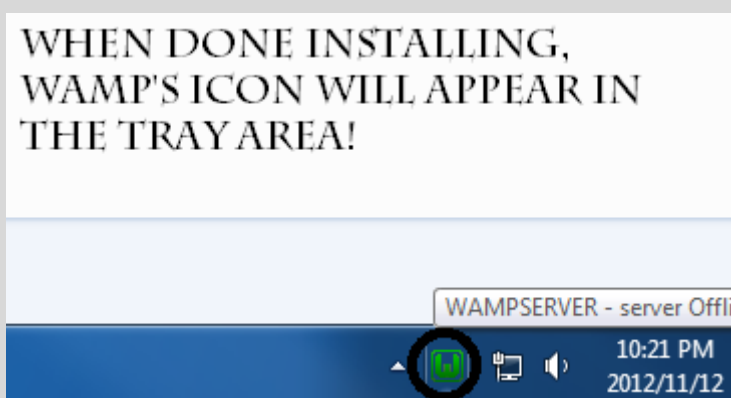 WHEN DONE INSTALLING,
WAMP'S ICON WILL APPEAR IN
THE TRAY AREA!
WAMPSERVER - server Offli
10:21 PM
2012/11/12